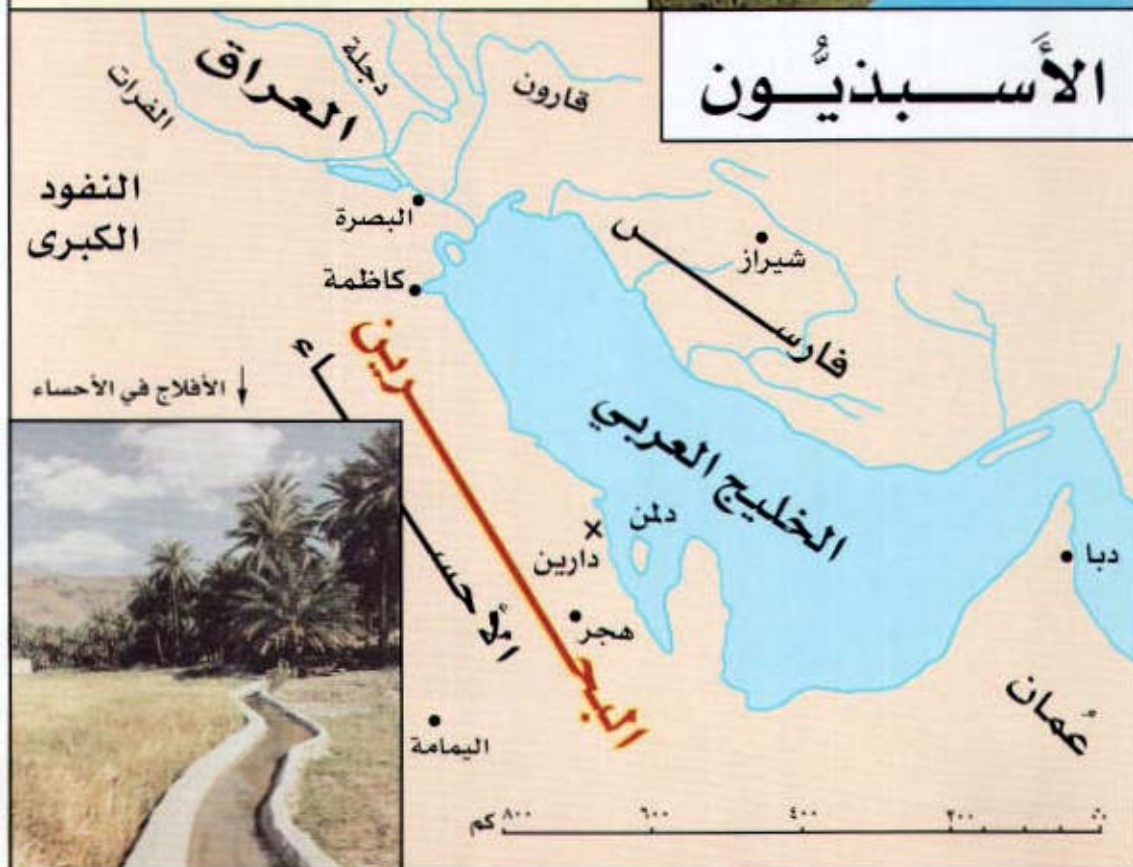 الأَسبذيُّون
العراق
دجلة
الفرات
قارون
النفود
الكبرى
البصرة
كاظمة
شيراز
فارس
البحرين
الأحساء
↓ الأفلاج في الأحساء
الخليج العربي
دلمن
دارين
هجر
دبا
عُمان
اليمامة
كم ٨٠٠ ٦٠٠ ٤٠٠ ٢٠٠ ٠